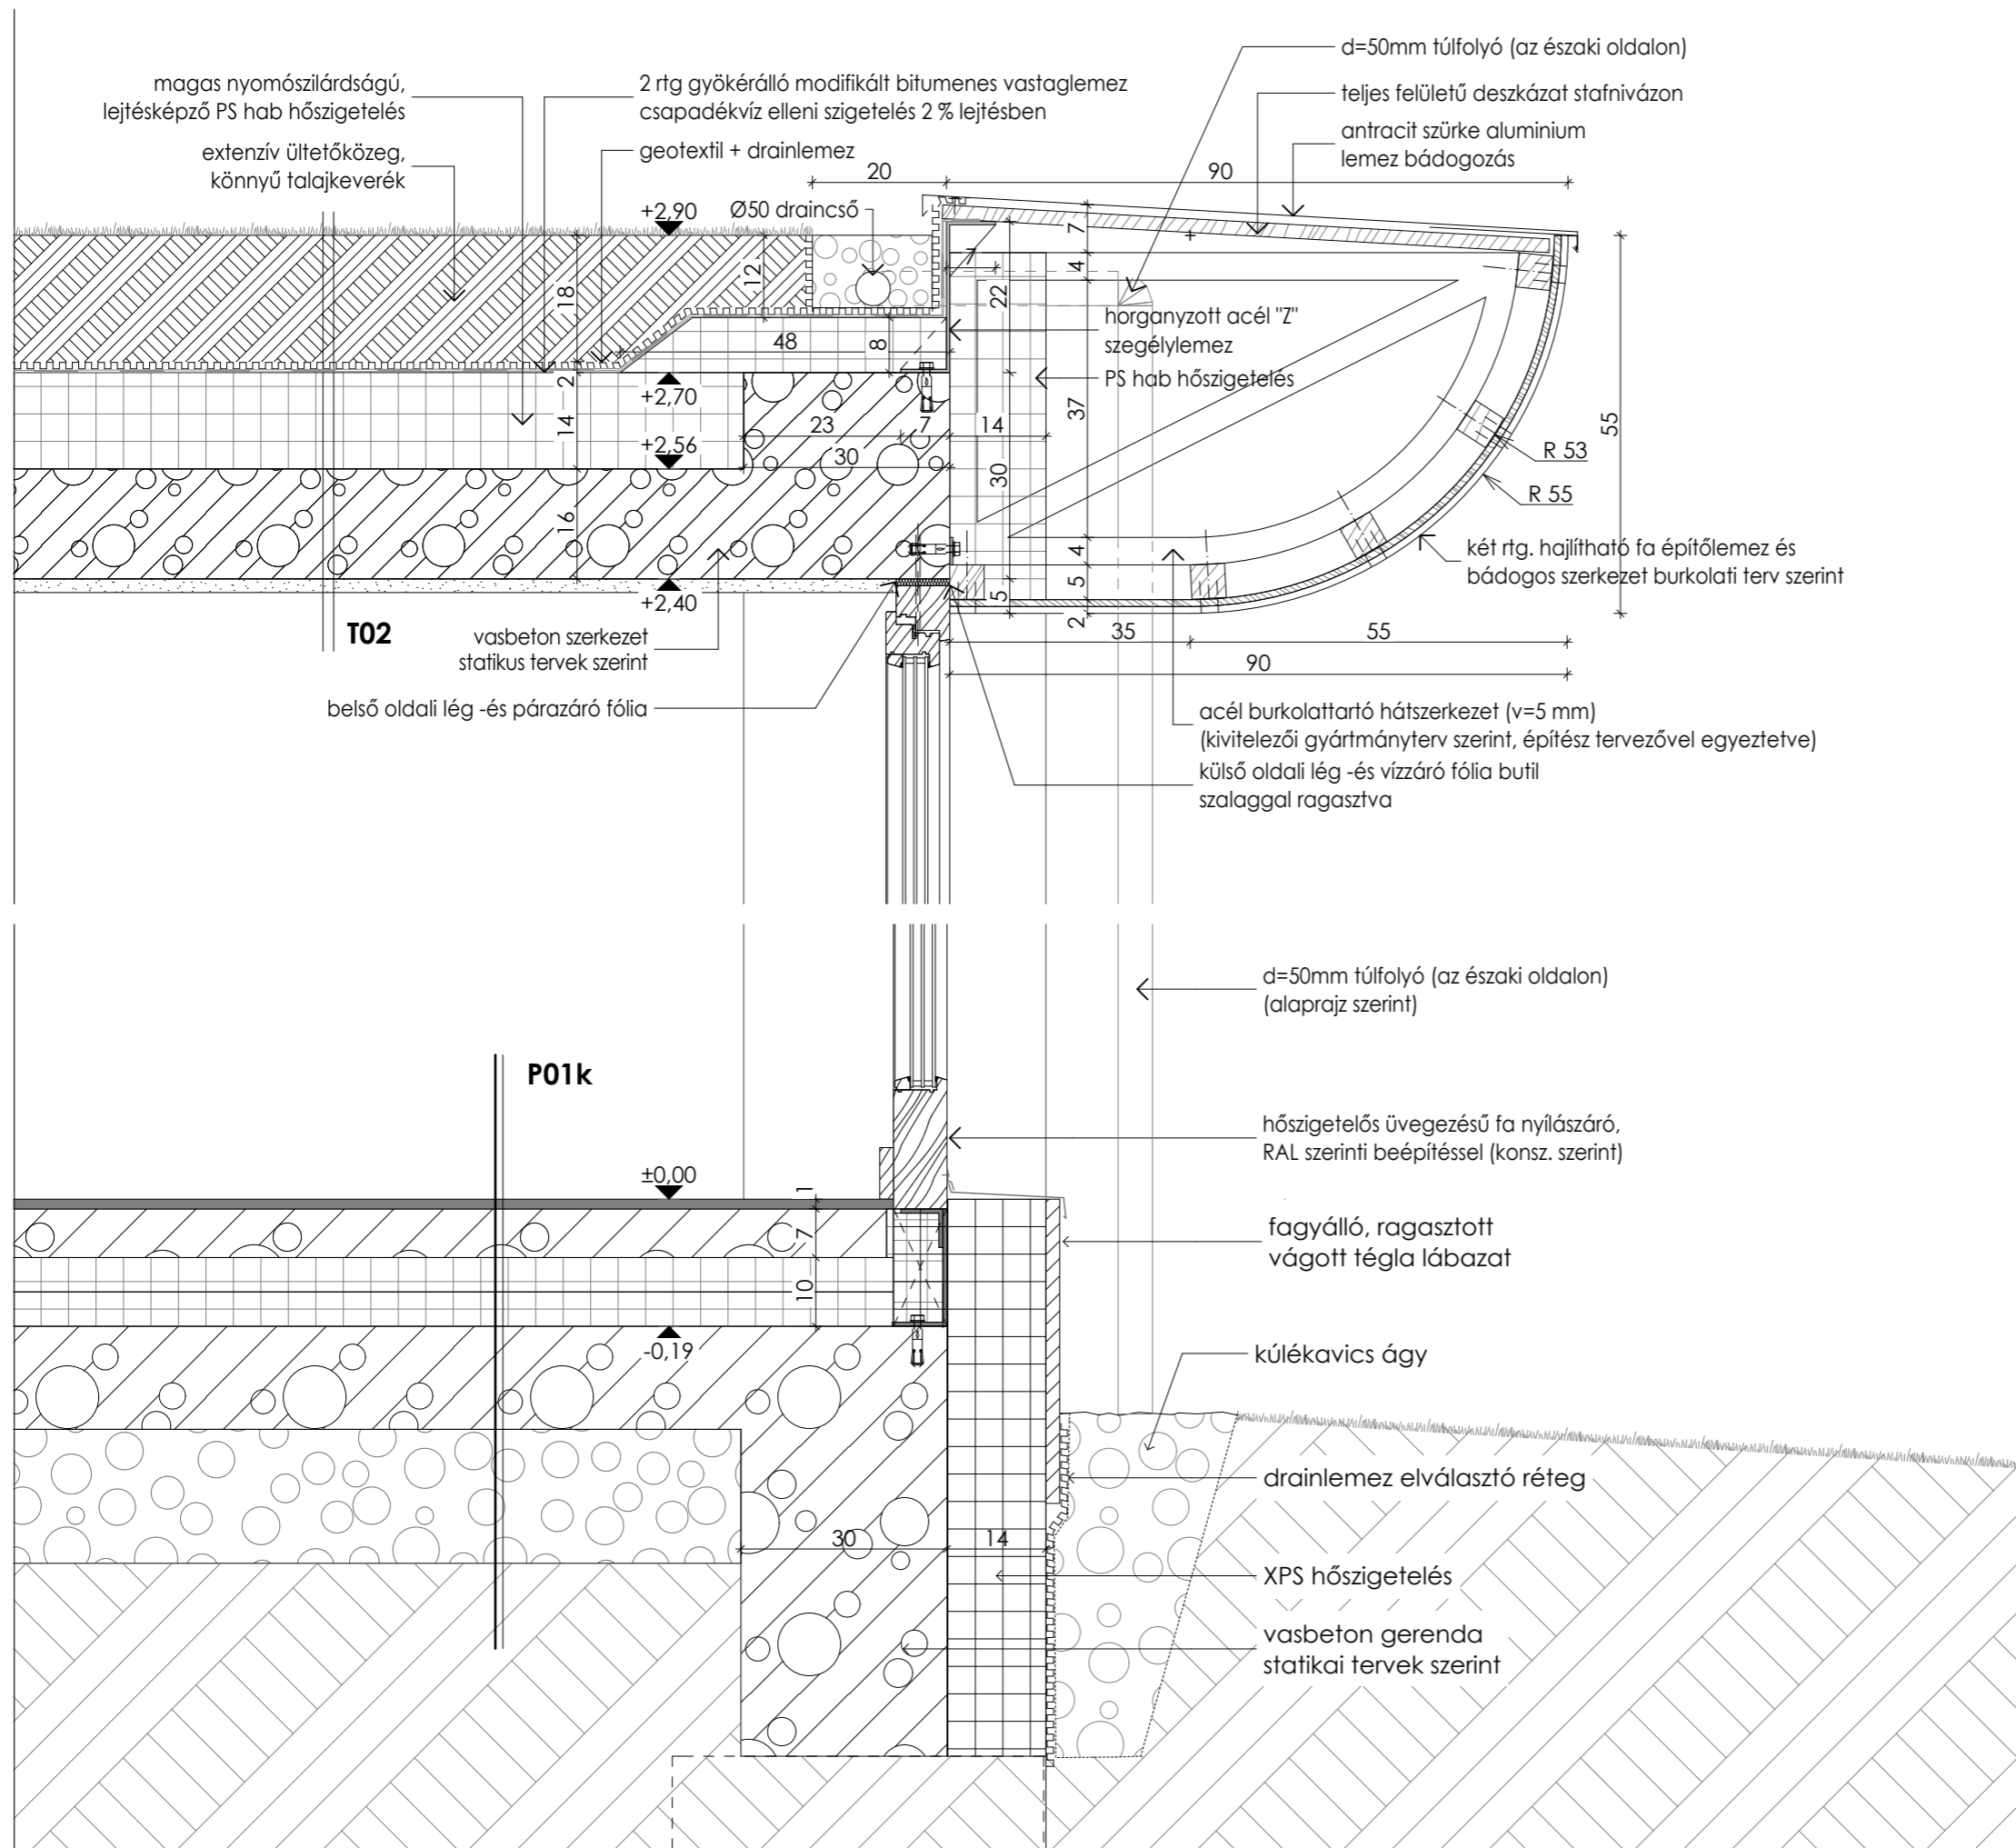 d=50mm túlfolyó (az északi oldalon)
magas nyomószilárdságú,
lejtésképző PS hab hőszigetelés
2 rtg gyökérálló modifikált bitumenes vastaglemez
csapadékvíz elleni szigetelés 2 % lejtésben
teljes felületű deszkázat stafnivázon
antracit szürke aluminium
lemez bádogozás
extenzív ültetőközeg,
könnyű talajkeverék
geotextil + drainlemez
20
90
+2,90
Ø50 draincső
7
4
7
12
18
22
horganyzott acél "Z"
szegélylemez
48
8
PS hab hőszigetelés
2
+2,70
37
14
23
7
14
55
+2,56
30
30
R 53
R 55
16
4
két rtg. hajlítható fa építőlemez és
bádogos szerkezet burkolati terv szerint
5
5
2
+2,40
T02
vasbeton szerkezet
statikus tervek szerint
35
55
90
belső oldali lég -és párazáró fólia
acél burkolattartó hátszerkezet (v=5 mm)
(kivitelezői gyártmányterv szerint, építész tervezővel egyeztetve)
külső oldali lég -és vízzáró fólia butil
szalaggal ragasztva
d=50mm túlfolyó (az északi oldalon)
(alaprajz szerint)
P01k
hőszigetelős üvegezésű fa nyílászáró,
RAL szerinti beépítéssel (konsz. szerint)
±0,00
1
7
10
fagyálló, ragasztott
vágott tégla lábazat
-0,19
kúlékavics ágy
drainlemez elválasztó réteg
30
14
XPS hőszigetelés
vasbeton gerenda
statikai tervek szerint